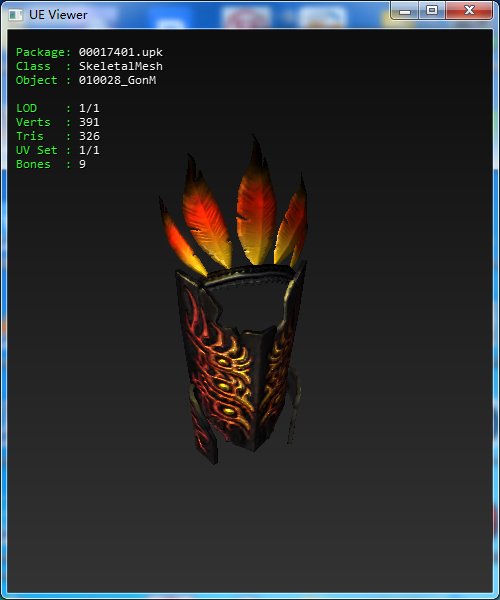 UE Viewer
Package: 00017401.upk
Class : SkeletalMesh
Object : 010028_GonM
LOD : 1/1
Verts : 391
Tris : 326
UV Set : 1/1
Bones : 9